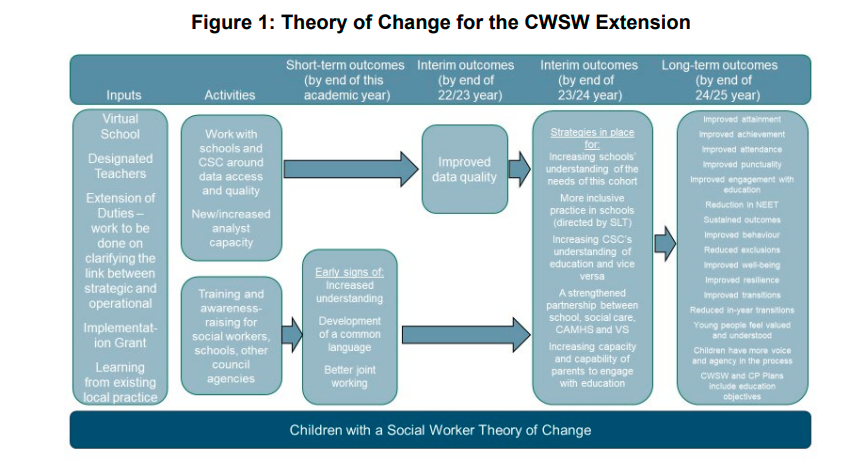 Figure 1: Theory of Change for the CWSW Extension
Inputs
Activities
Short-term outcomes
(by end of this
academic year)
Interim outcomes
(by end of
22/23 year)
Interim outcomes
(by end of
23/24 year)
Long-term outcomes
(by end of
24/25 year)
Virtual
School
Designated
Teachers
Extension of
Duties –
work to be
done on
clarifying the
link between
strategic and
operational
Implementat-
ion Grant
Learning
from existing
local practice
Work with
schools and
CSC around
data access
and quality
New/increased
analyst
capacity
Training and
awareness-
raising for
social workers,
schools, other
council
agencies
Early signs of:
Increased
understanding
Development
of a common
language
Better joint
working
Improved
data quality
Strategies in place
for:
Increasing schools'
understanding of the
needs of this cohort
More inclusive
practice in schools
(directed by SLT)
Increasing CSC's
understanding of
education and vice
versa
A strengthened
partnership between
school, social care,
CAMHS and VS
Increasing capacity
and capability of
parents to engage
with education
Improved attainment
Improved achievement
Improved attendance
Improved punctuality
Improved engagement with
education
Reduction in NEET
Sustained outcomes
Improved behaviour
Reduced exclusions
Improved well-being
Improved resilience
Improved transitions
Reduced in-year transitions
Young people feel valued
and understood
Children have more voice
and agency in the process
CWSW and CP Plans
include education
objectives
Children with a Social Worker Theory of Change